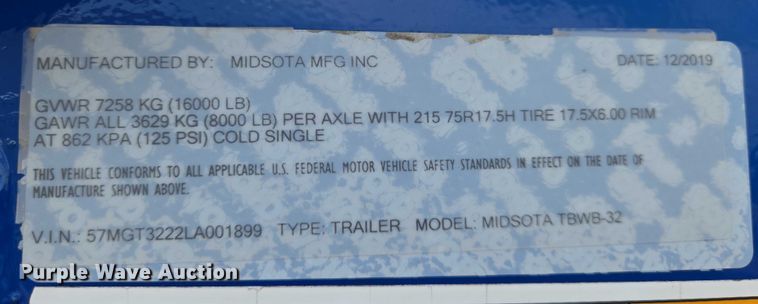 MANUFACTURED BY: MIDSOTA MFG INC DATE: 12/2019
GVWR 7258 KG (16000 LB)
GAWR ALL 3629 KG (8000 LB) PER AXLE WITH 215 75R17.5H TIRE 17.5X6.00 RIM
AT 862 KPA (125 PSI) COLD SINGLE
THIS VEHICLE CONFORMS TO ALL APPLICABLE U.S. FEDERAL MOTOR VEHICLE SAFETY STANDARDS IN EFFECT ON THE DATE OF
MANUFACTURE SHOWN ABOVE.
V.I.N.: 57MGT3222LA001899 TYPE: TRAILER MODEL: MIDSOTA TBWB-32
Purple Wave Auction